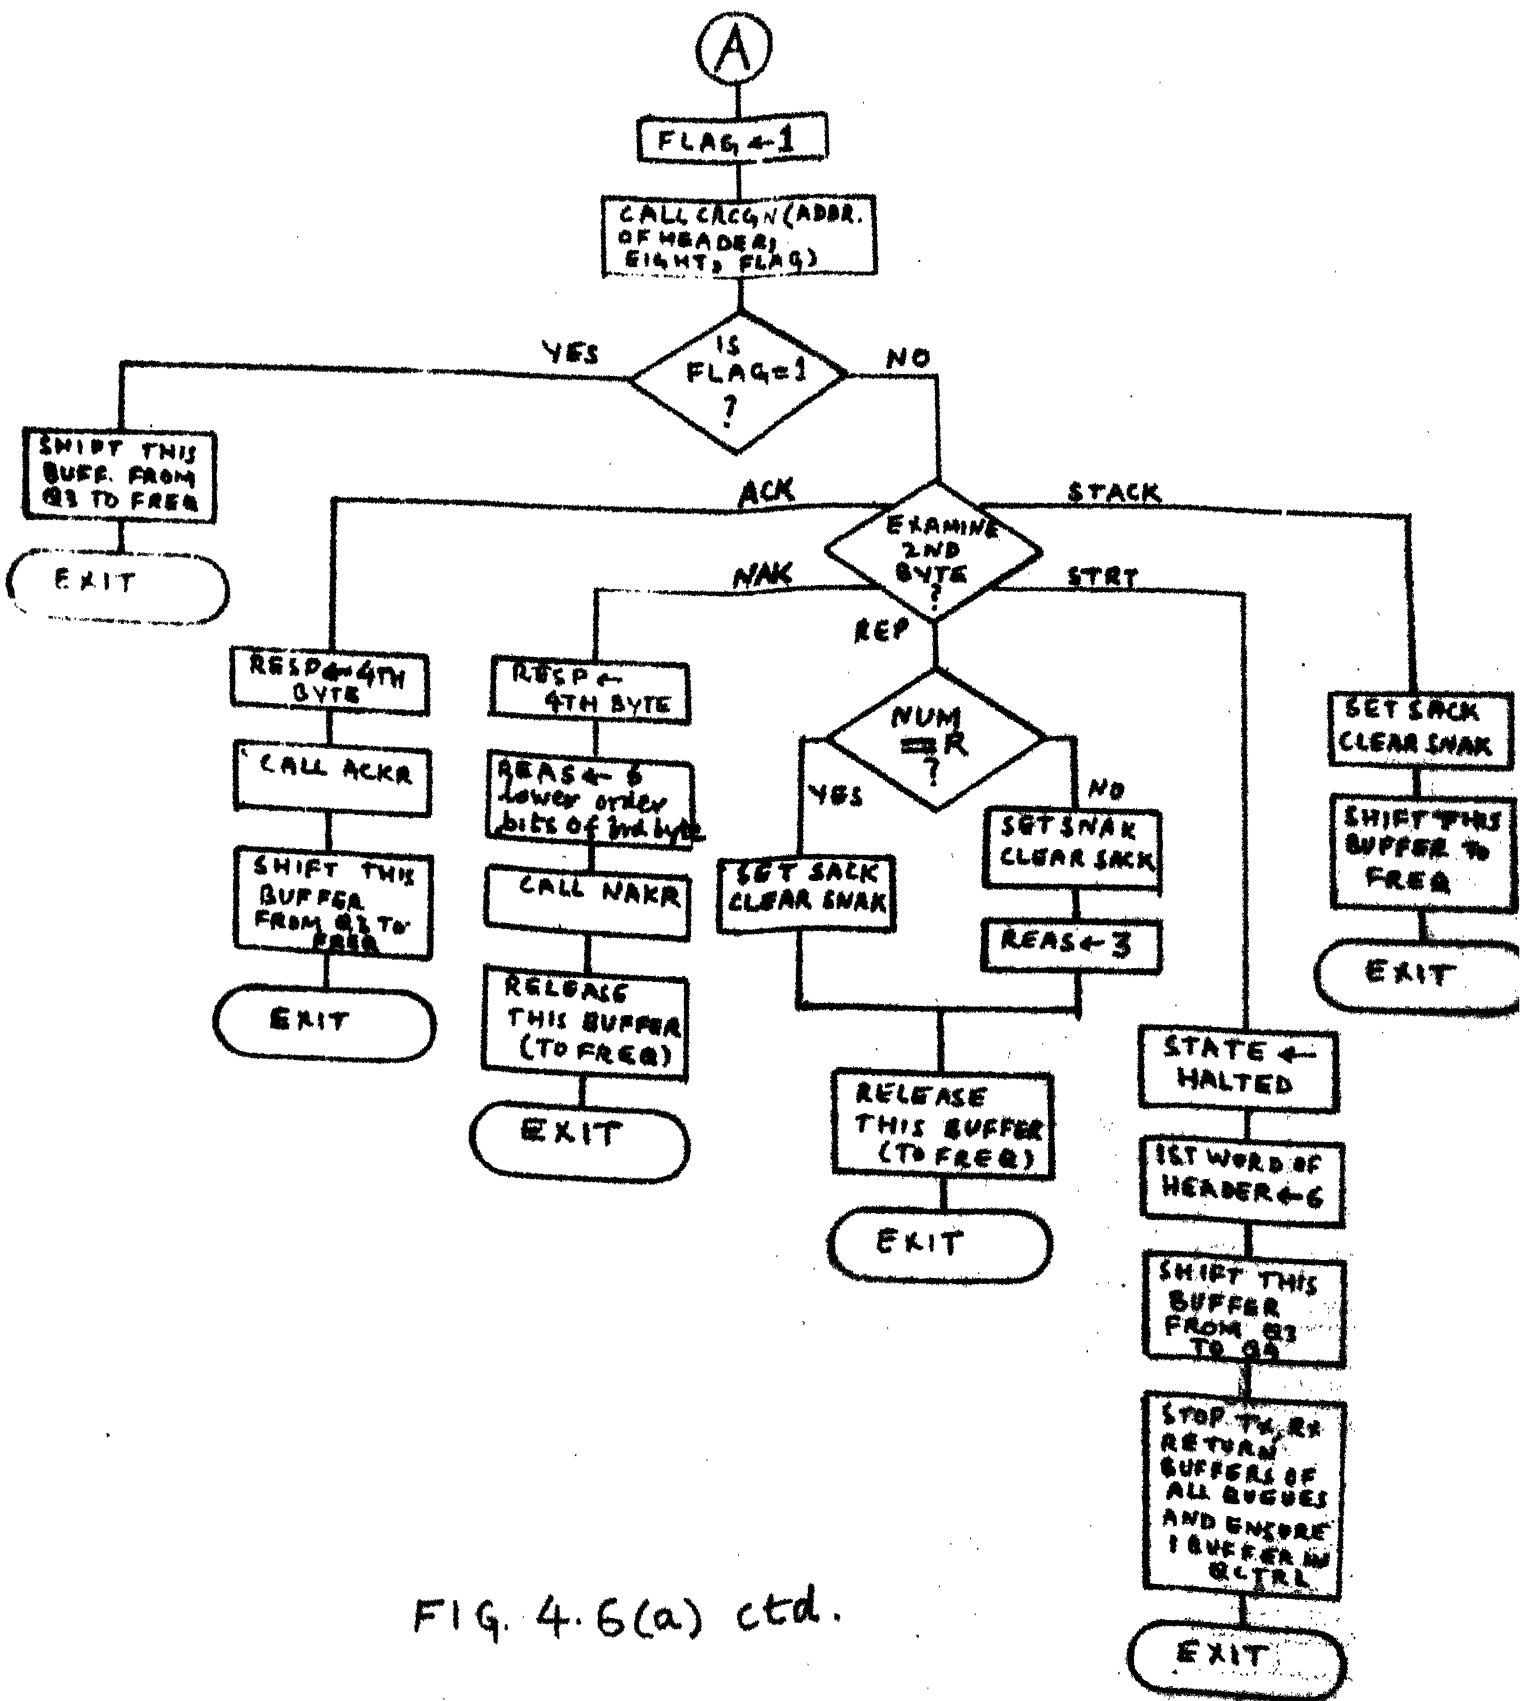 A
FLAG ← 1
CALL CRCGN (ADDR.
OF HEADER,
EIGHT, FLAG)
IS
FLAG = 1
?
YES
NO
SHIFT THIS
BUFF. FROM
Q3 TO FREQ
EXIT
EXAMINE
2ND
BYTE
?
ACK
NAK
REP
STRT
STACK
RESP ← 4TH
BYTE
CALL ACKR
SHIFT THIS
BUFFER
FROM Q3 TO
FREQ
EXIT
RESP ←
4TH BYTE
REAS ← 6
lower order
bits of 3rd byte
CALL NAKR
RELEASE
THIS BUFFER
(TO FREQ)
EXIT
NUM
= R
?
YES
NO
SET SACK
CLEAR SNAK
SET SNAK
CLEAR SACK
REAS ← 3
RELEASE
THIS BUFFER
(TO FREQ)
EXIT
STATE ←
HALTED
1ST WORD OF
HEADER ← 6
SHIFT THIS
BUFFER
FROM Q3
TO Q4
STOP TX, RX
RETURN
BUFFERS OF
ALL QUEUES
AND ENSURE
1 BUFFER IN
QCTRL
EXIT
SET SACK
CLEAR SNAK
SHIFT THIS
BUFFER TO
FREQ
EXIT
FIG. 4.6(a) ctd.